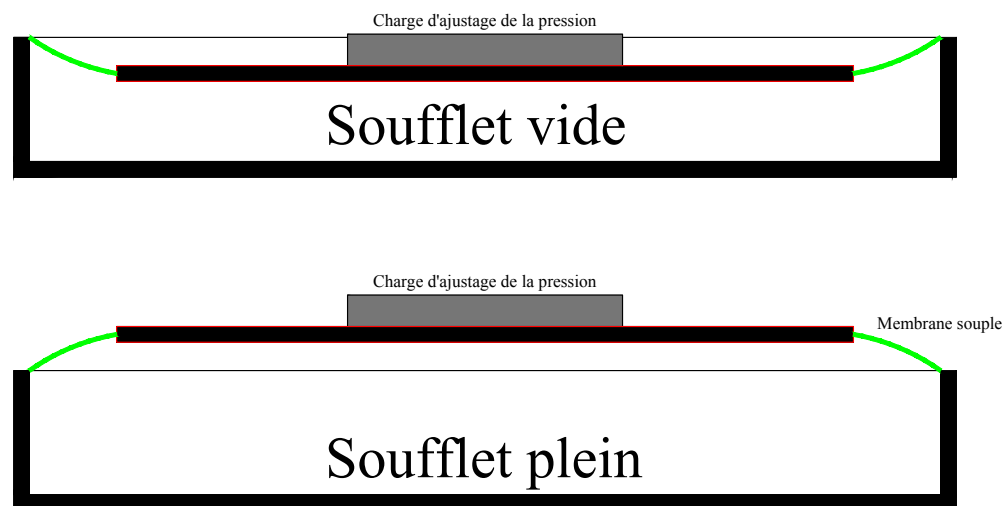 Charge d'ajustage de la pression
Soufflet vide
Charge d'ajustage de la pression
Membrane souple
Soufflet plein